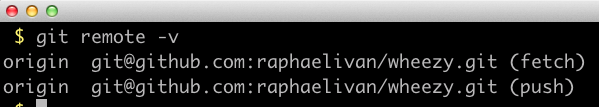 $ git remote -v
origin  git@github.com:raphaelivan/wheezy.git (fetch)
origin  git@github.com:raphaelivan/wheezy.git (push)
$